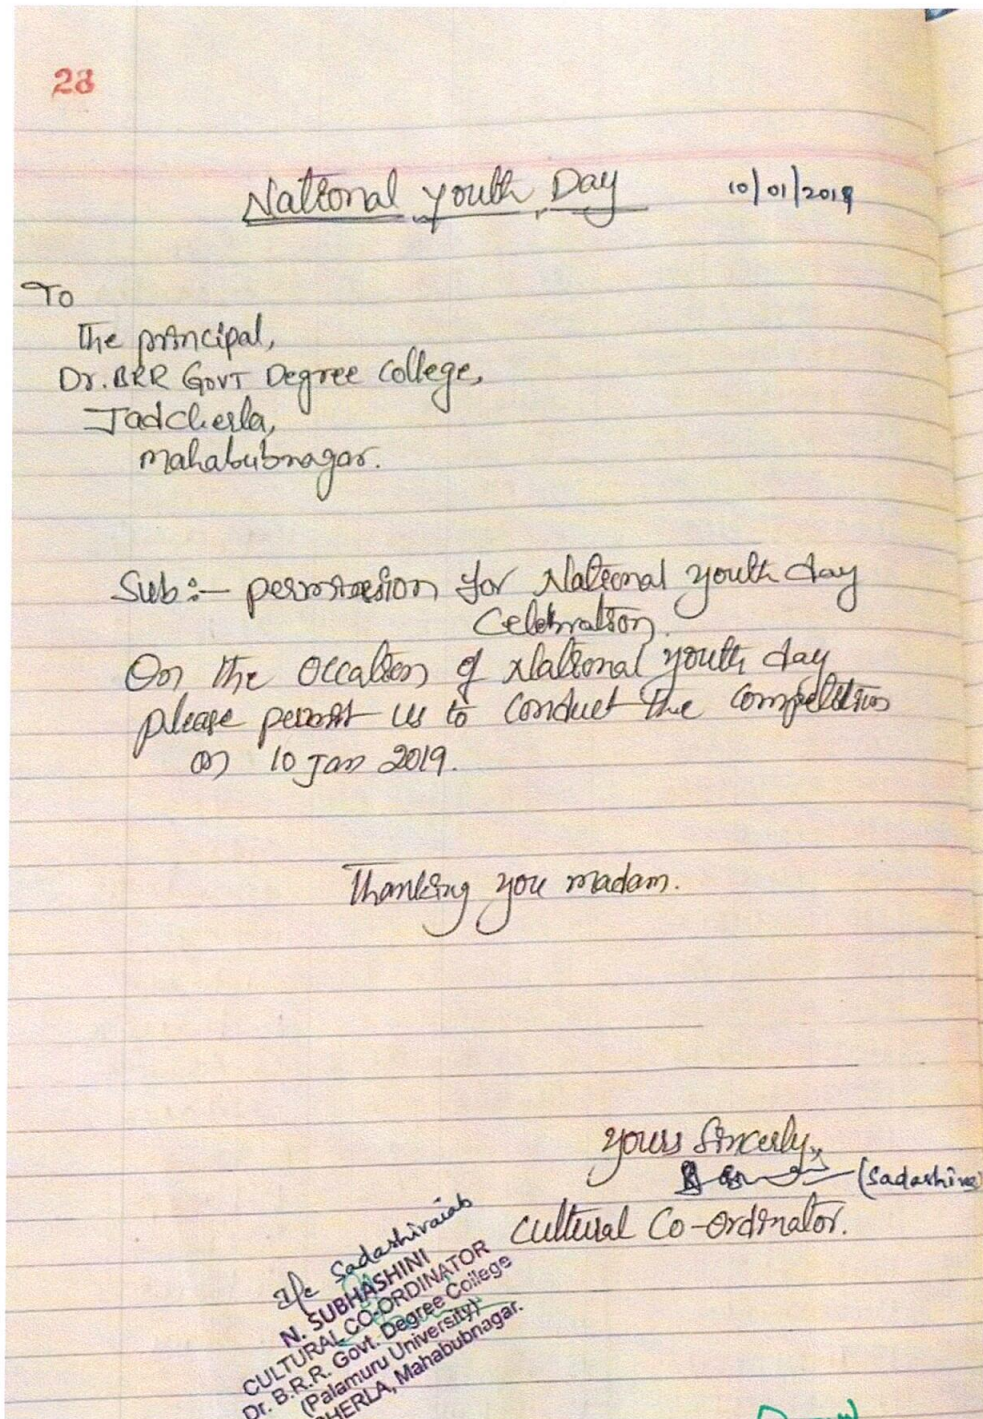 23
National Youth Day 10/01/2019
To
The principal,
Dr. BRR GOVT Degree College,
Jadcherla,
Mahabubnagar.
Sub:- permission for National youth day
Celebration.
On the occation of National youth day
please permit us to conduct the competition
on 10 Jan 2019.
Thanking you madam.
yours Sincerly,
(Sadashiva
Cultural Co-ordinator.
Sadashivaiah
N. SUBHASHINI
CULTURAL CO-ORDINATOR
Dr. B.R.R. Govt. Degree College
(Palamuru University)
CHERLA, Mahabubnagar.